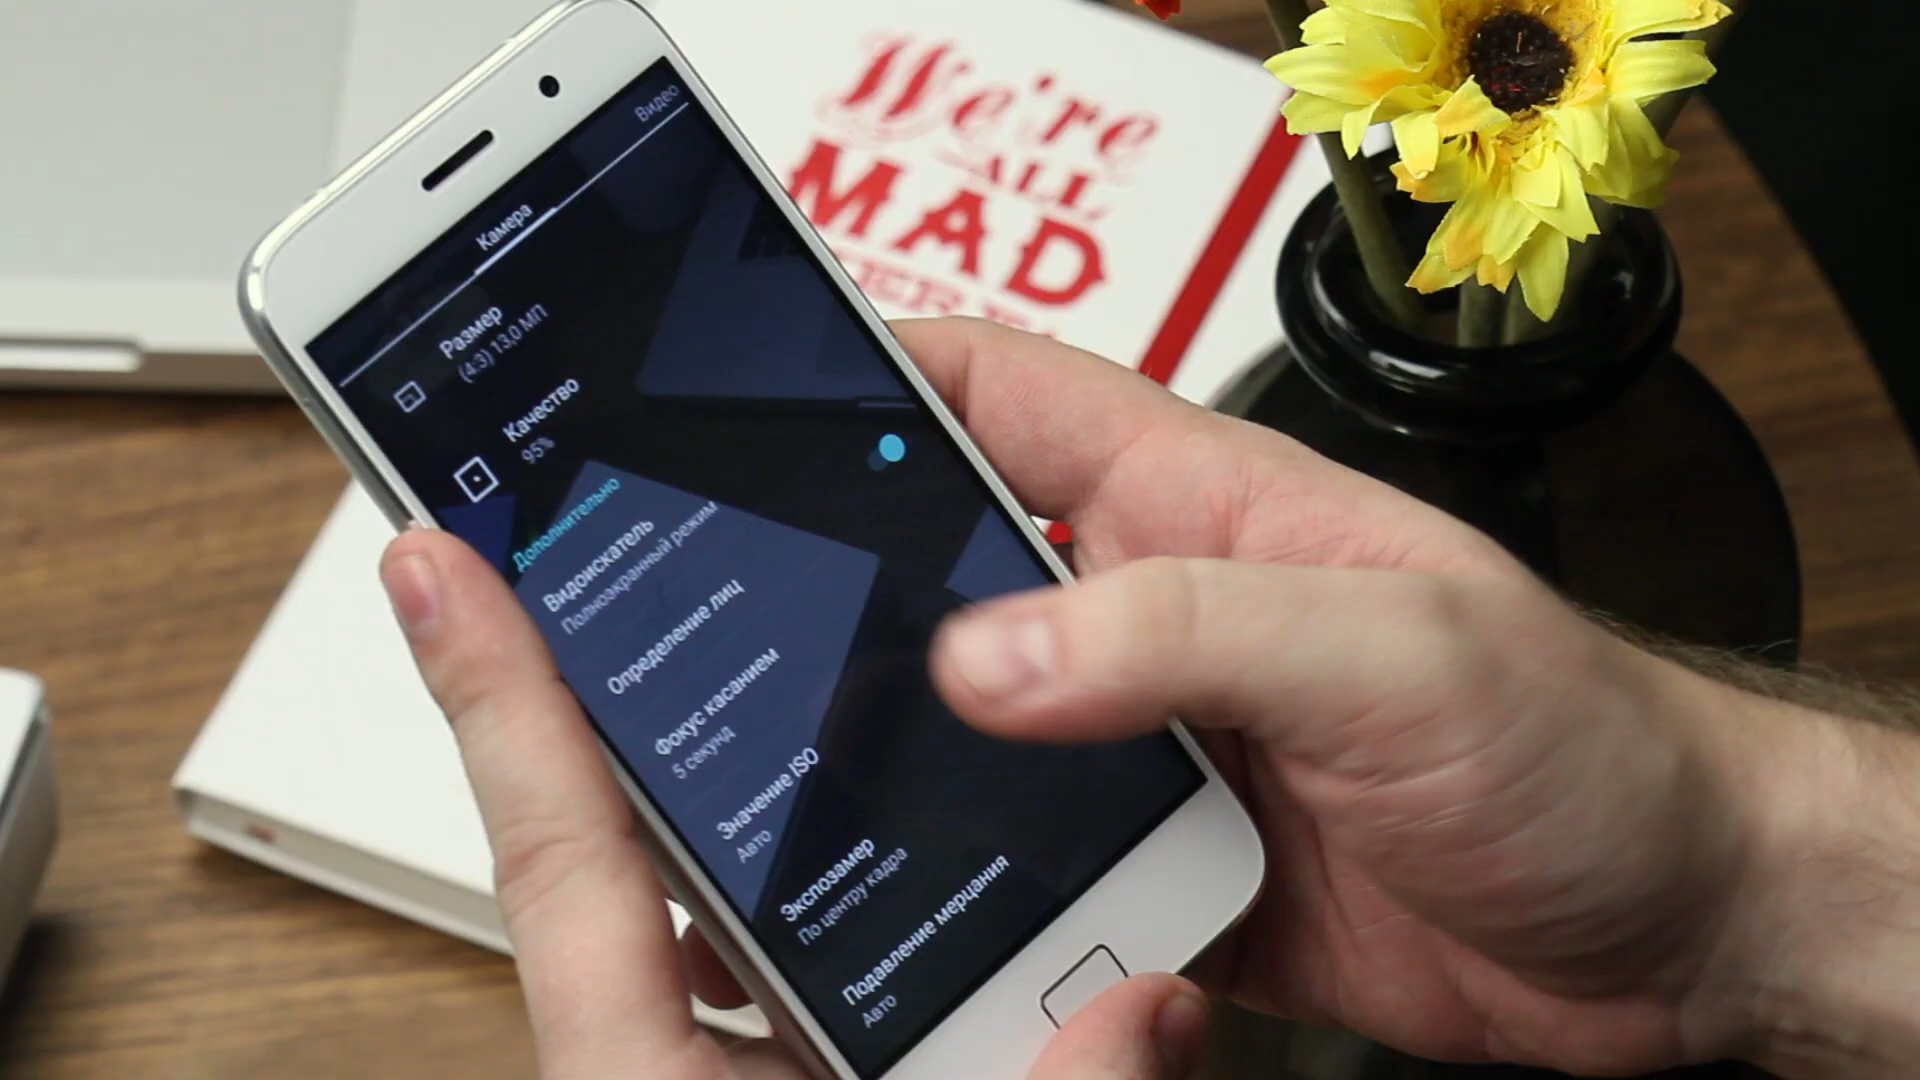 We're
ALL
MAD
Камера
Видео
Размер
(4:3) 13,0 МП
Качество
95%
Дополнительно
Видоискатель
Полноэкранный режим
Определение лиц
Фокус касанием
5 секунд
Значение ISO
Авто
Экспозамер
По центру кадра
Подавление мерцания
Авто